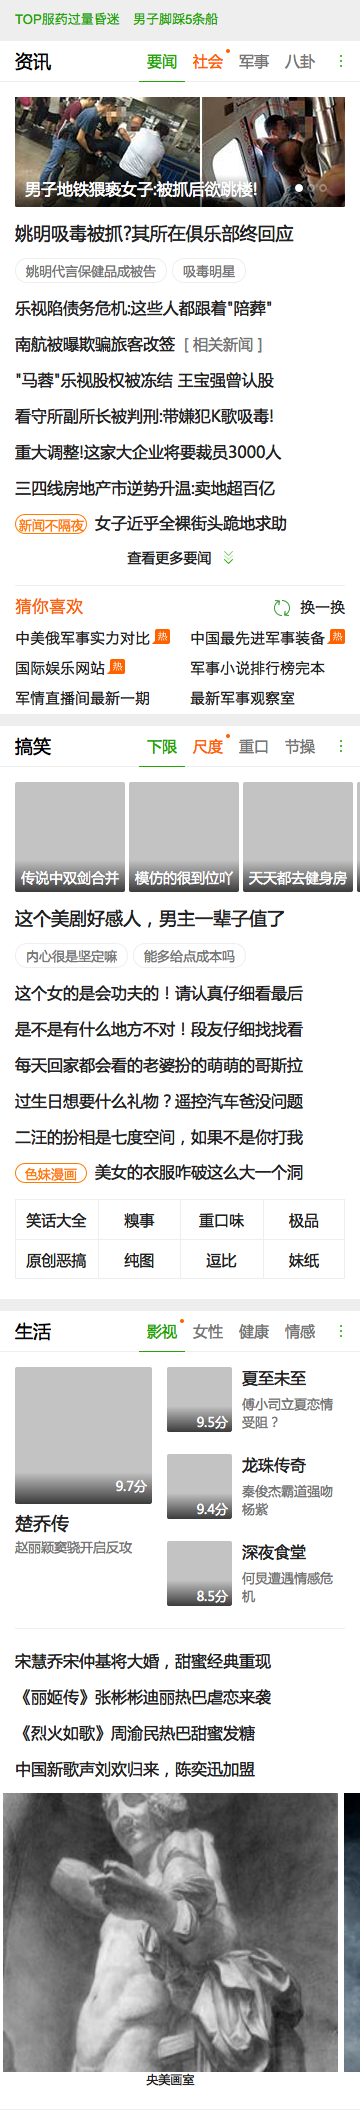 TOP服药过量昏迷 男子脚踩5条船
资讯 要闻 社会 军事 八卦
男子地铁猥亵女子:被抓后欲跳楼!
姚明吸毒被抓?其所在俱乐部终回应
姚明代言保健品成被告 吸毒明星
乐视陷债务危机:这些人都跟着"陪葬"
南航被曝欺骗旅客改签 [ 相关新闻 ]
"马蓉"乐视股权被冻结 王宝强曾认股
看守所副所长被判刑:带嫌犯K歌吸毒!
重大调整!这家大企业将要裁员3000人
三四线房地产市逆势升温:卖地超百亿
新闻不隔夜 女子近乎全裸街头跪地求助
查看更多要闻
猜你喜欢 换一换
中美俄军事实力对比 热 中国最先进军事装备 热
国际娱乐网站 热 军事小说排行榜完本
军情直播间最新一期 最新军事观察室
搞笑 下限 尺度 重口 节操
传说中双剑合并 模仿的很到位吖 天天都去健身房
这个美剧好感人，男主一辈子值了
内心很是坚定嘛 能多给点成本吗
这个女的是会功夫的！请认真仔细看最后
是不是有什么地方不对！段友仔细找找看
每天回家都会看的老婆扮的萌萌的哥斯拉
过生日想要什么礼物？遥控汽车爸没问题
二汪的扮相是七度空间，如果不是你打我
色妹漫画 美女的衣服咋破这么大一个洞
笑话大全 糗事 重口味 极品
原创恶搞 纯图 逗比 妹纸
生活 影视 女性 健康 情感
9.7分
楚乔传
赵丽颖窦骁开启反攻
9.5分
夏至未至
傅小司立夏恋情
受阻？
9.4分
龙珠传奇
秦俊杰霸道强吻
杨紫
8.5分
深夜食堂
何炅遭遇情感危
机
宋慧乔宋仲基将大婚，甜蜜经典重现
《丽姬传》张彬彬迪丽热巴虐恋来袭
《烈火如歌》周渝民热巴甜蜜发糖
中国新歌声刘欢归来，陈奕迅加盟
央美画室